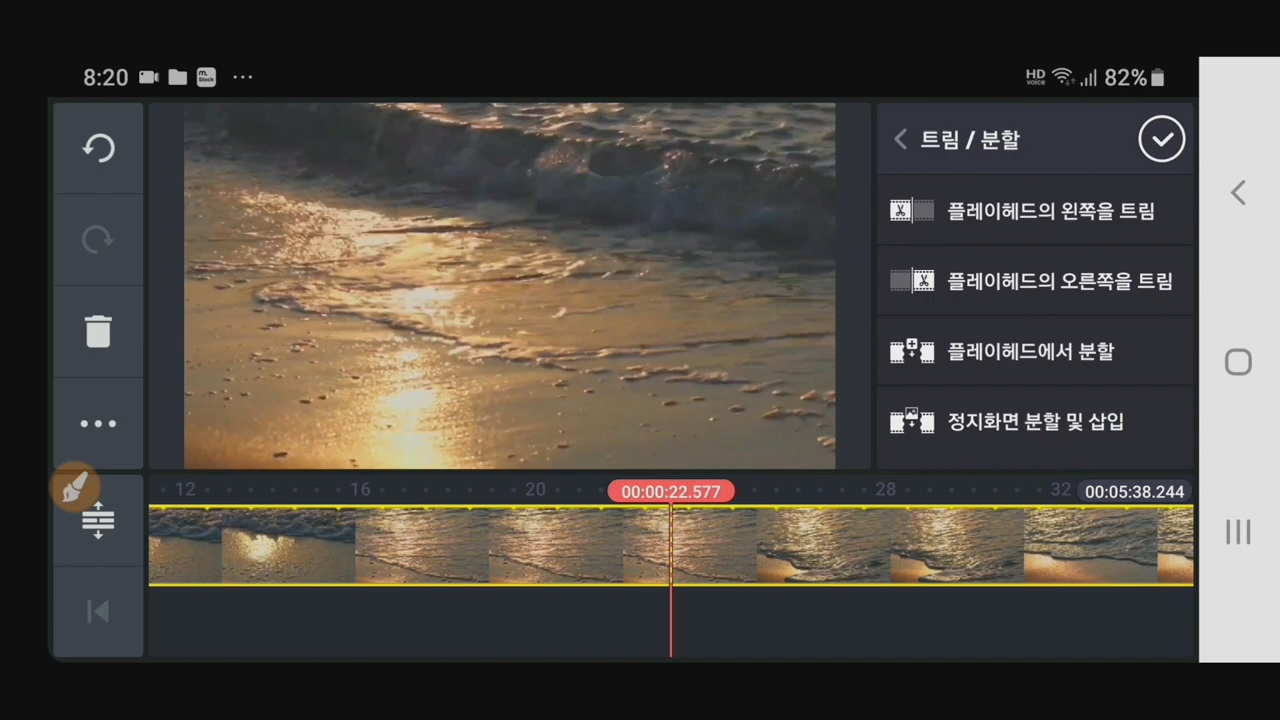 8:20
m.Stock
HD voice
82%
트림 / 분할
플레이헤드의 왼쪽을 트림
플레이헤드의 오른쪽을 트림
플레이헤드에서 분할
정지화면 분할 및 삽입
12 16 20 00:00:22.577 28 32 00:05:38.244